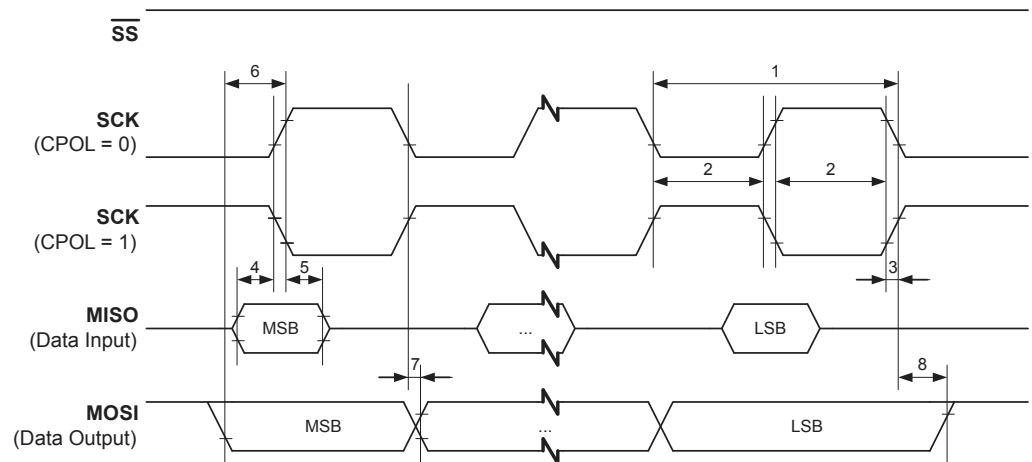 SS
6
1
SCK
(CPOL = 0)
2
2
SCK
(CPOL = 1)
4
5
3
MISO
(Data Input)
MSB
...
LSB
7
8
MOSI
(Data Output)
MSB
...
LSB